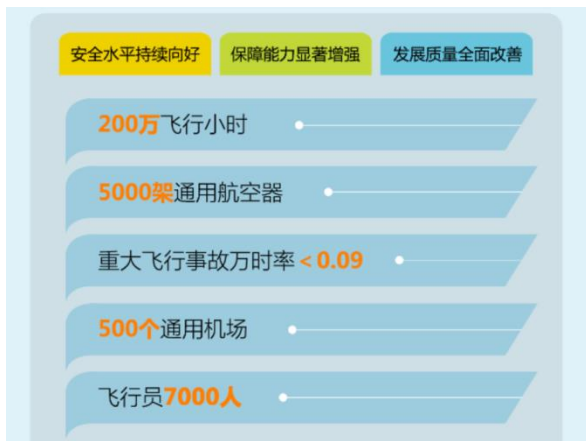 安全水平持续向好 保障能力显著增强 发展质量全面改善
200万飞行小时
5000架通用航空器
重大飞行事故万时率＜0.09
500个通用机场
飞行员7000人